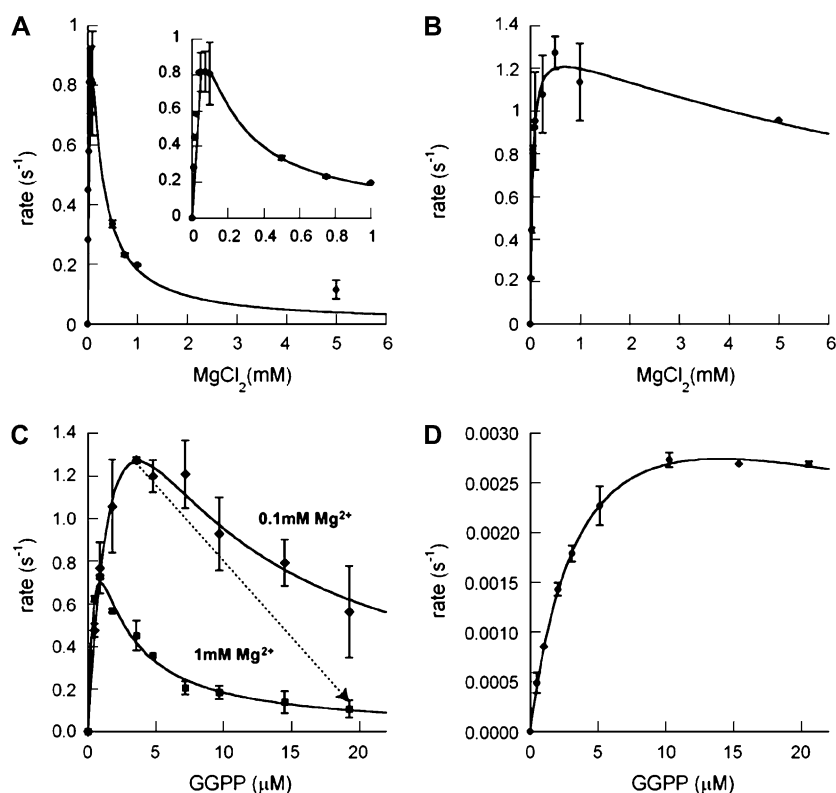 A
1
0.8
0.6
0.4
0.2
0
rate (s-1)
0 1 2 3 4 5 6
MgCl2(mM)
1
0.8
0.6
0.4
0.2
0
0 0.2 0.4 0.6 0.8 1
B
1.4
1.2
1
0.8
0.6
0.4
0.2
0
rate (s-1)
0 1 2 3 4 5 6
MgCl2(mM)
C
1.4
1.2
1.0
0.8
0.6
0.4
0.2
0.0
rate (s-1)
0.1mM Mg2+
1mM Mg2+
0 5 10 15 20
GGPP (μM)
D
0.0035
0.0030
0.0025
0.0020
0.0015
0.0010
0.0005
0.0000
rate (s-1)
0 5 10 15 20
GGPP (μM)